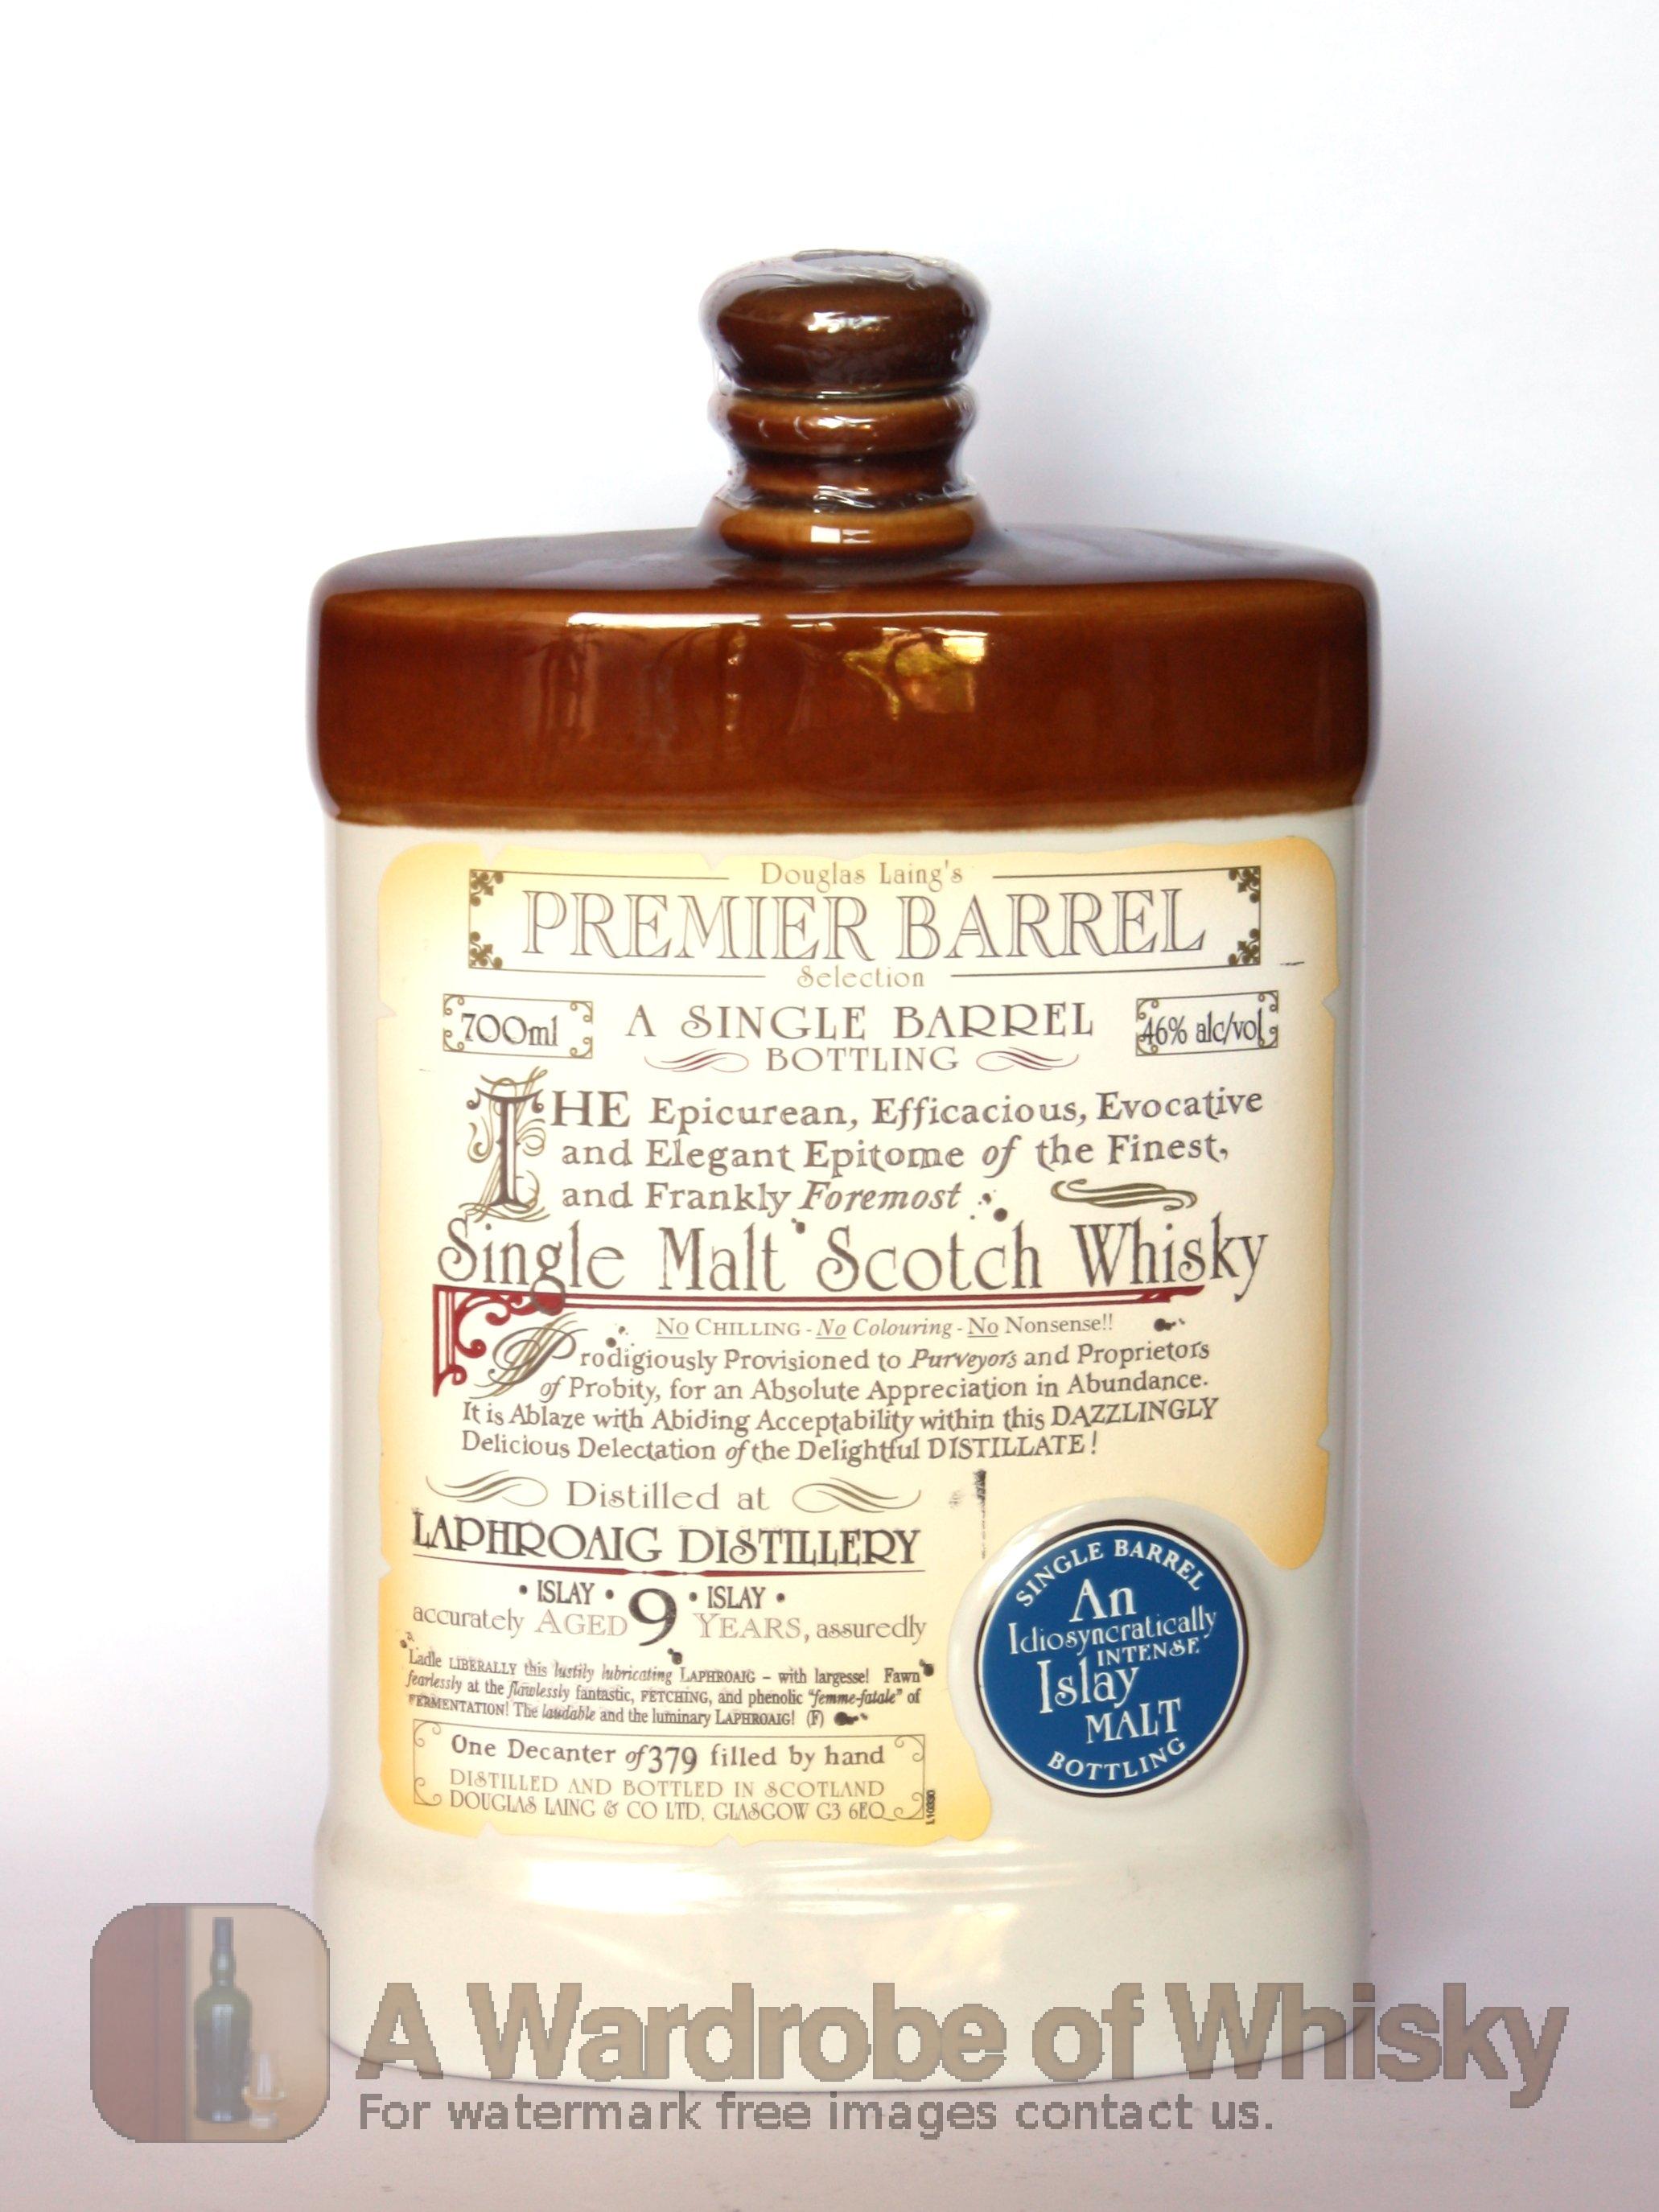 Douglas Laing's
PREMIER BARREL
Selection
700ml
A SINGLE BARREL
BOTTLING
46% alc/vol
THE Epicurean, Efficacious, Evocative
and Elegant Epitome of the Finest,
and Frankly Foremost
Single Malt Scotch Whisky
No CHILLING - No Colouring - No Nonsense!!
Prodigiously Provisioned to Purveyors and Proprietors
of Probity, for an Absolute Appreciation in Abundance.
It is Ablaze with Abiding Acceptability within this DAZZLINGLY
Delicious Delectation of the Delightful DISTILLATE!
Distilled at
LAPHROAIG DISTILLERY
• ISLAY • 9 • ISLAY •
accurately AGED YEARS, assuredly
Ladle LIBERALLY this lustily lubricating LAPHROAIG – with largesse! Fawn
fearlessly at the flawlessly fantastic, FETCHING, and phenolic "femme-fatale" of
FERMENTATION! The laudable and the luminary LAPHROAIG! (F)
One Decanter of 379 filled by hand
DISTILLED AND BOTTLED IN SCOTLAND
DOUGLAS LAING & CO LTD, GLASGOW G3 6EQ
SINGLE BARREL
An
Idiosyncratically
INTENSE
Islay
MALT
BOTTLING
A Wardrobe of Whisky
For watermark free images contact us.